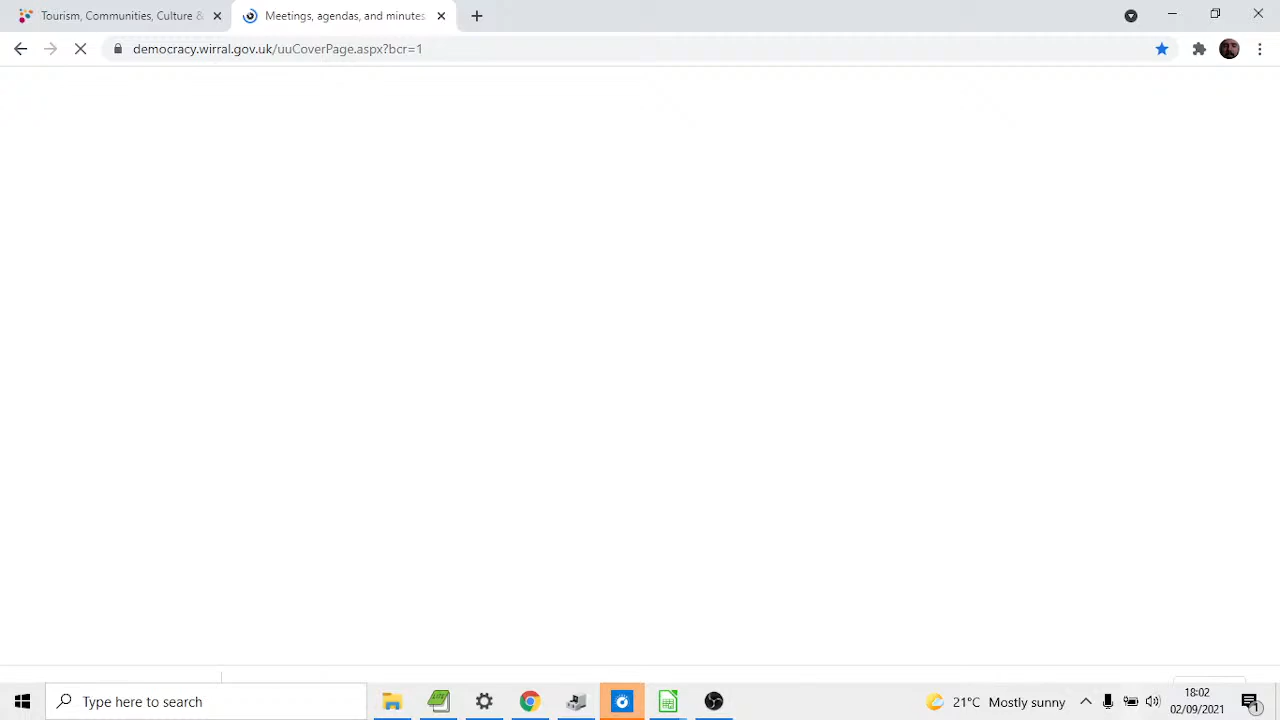 Tourism, Communities, Culture &
Meetings, agendas, and minutes
democracy.wirral.gov.uk/uuCoverPage.aspx?bcr=1
Type here to search
21°C Mostly sunny
18:02
02/09/2021
1